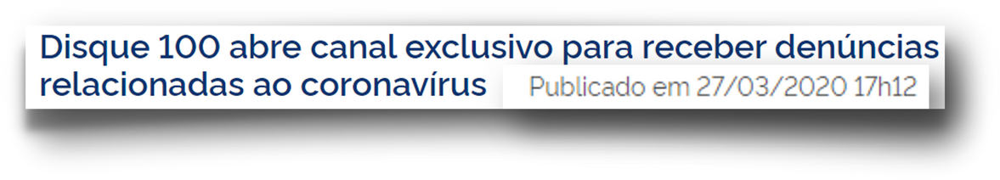 Disque 100 abre canal exclusivo para receber denúncias
relacionadas ao coronavírus
Publicado em 27/03/2020 17h12